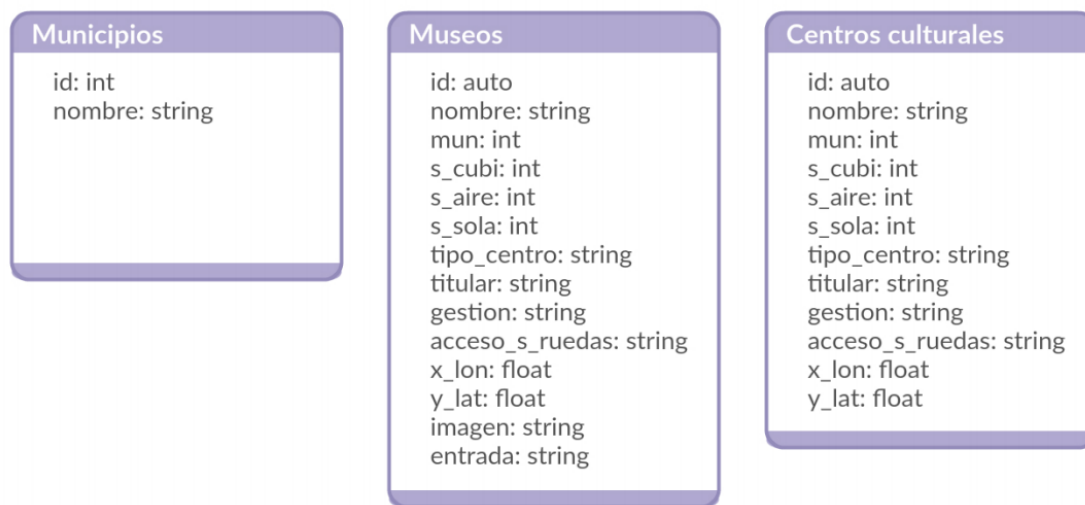 Municipios
id: int
nombre: string
Museos
id: auto
nombre: string
mun: int
s_cubi: int
s_aire: int
s_sola: int
tipo_centro: string
titular: string
gestion: string
acceso_s_ruedas: string
x_lon: float
y_lat: float
imagen: string
entrada: string
Centros culturales
id: auto
nombre: string
mun: int
s_cubi: int
s_aire: int
s_sola: int
tipo_centro: string
titular: string
gestion: string
acceso_s_ruedas: string
x_lon: float
y_lat: float